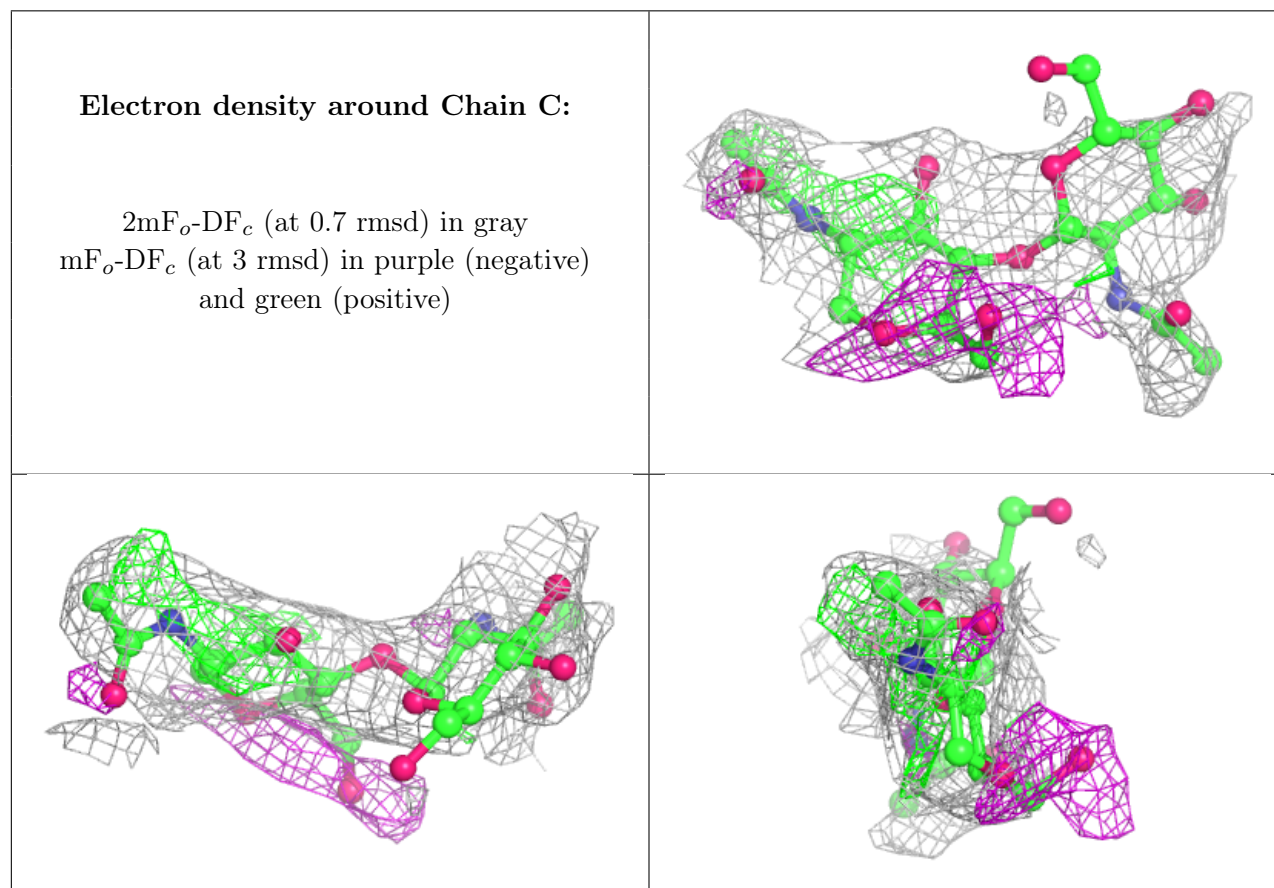 Electron density around Chain C:
2mFo-DFc (at 0.7 rmsd) in gray
mFo-DFc (at 3 rmsd) in purple (negative)
and green (positive)